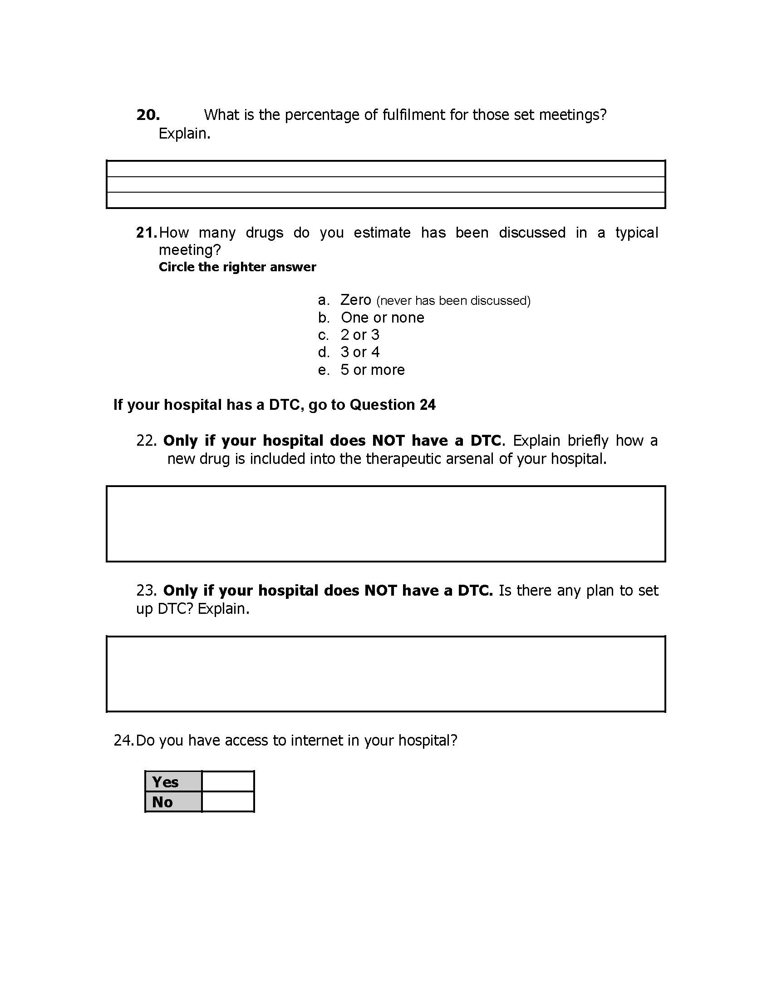 20. What is the percentage of fulfilment for those set meetings?
Explain.
21. How many drugs do you estimate has been discussed in a typical
meeting?
Circle the righter answer
a. Zero (never has been discussed)
b. One or none
c. 2 or 3
d. 3 or 4
e. 5 or more
If your hospital has a DTC, go to Question 24
22. Only if your hospital does NOT have a DTC. Explain briefly how a
new drug is included into the therapeutic arsenal of your hospital.
23. Only if your hospital does NOT have a DTC. Is there any plan to set
up DTC? Explain.
24. Do you have access to internet in your hospital?
Yes
No